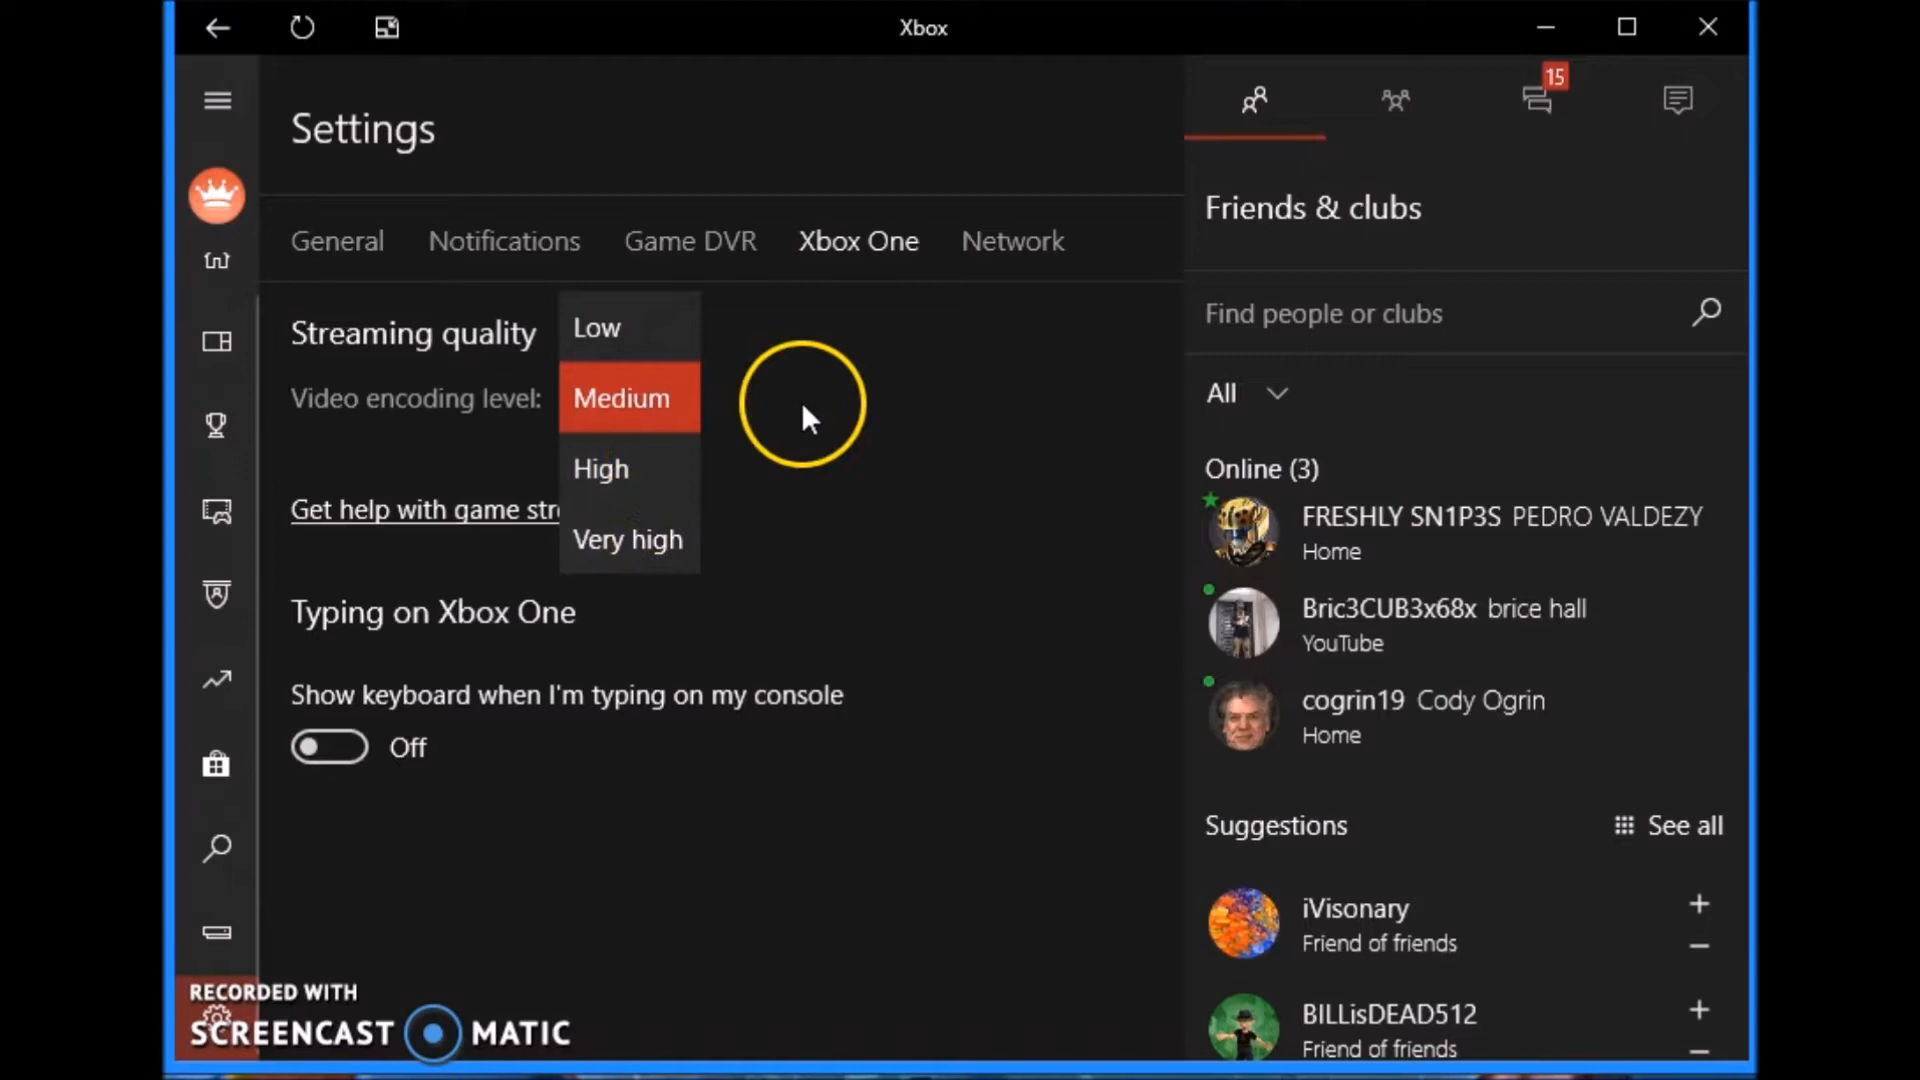 Xbox
15
Settings
General Notifications Game DVR Xbox One Network
Streaming quality
Video encoding level:
Low
Medium
High
Very high
Get help with game str
Typing on Xbox One
Show keyboard when I'm typing on my console
Off
Friends & clubs
Find people or clubs
All
Online (3)
FRESHLY SN1P3S PEDRO VALDEZY
Home
Bric3CUB3x68x brice hall
YouTube
cogrin19 Cody Ogrin
Home
Suggestions See all
iVisonary
Friend of friends
BILLisDEAD512
Friend of friends
RECORDED WITH
SCREENCAST MATIC